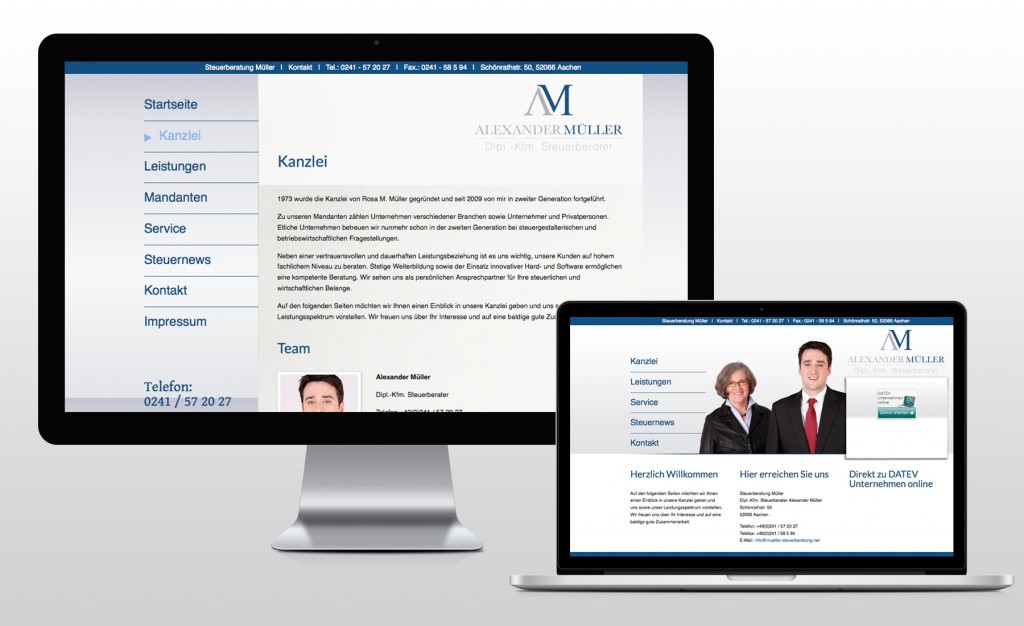 Steuerberatung Müller | Kontakt | Tel.: 0241 - 57 20 27 | Fax.: 0241 - 58 5 94 | Schönrathstr. 50, 52066 Aachen
Startseite
Kanzlei
Leistungen
Mandanten
Service
Steuernews
Kontakt
Impressum
Telefon:
0241 / 57 20 27
AM
ALEXANDER MÜLLER
Dipl.-Kfm. Steuerberater
Kanzlei
1973 wurde die Kanzlei von Rosa M. Müller gegründet und seit 2009 von mir in zweiter Generation fortgeführt.
Zu unseren Mandanten zählen Unternehmen verschiedener Branchen sowie Unternehmer und Privatpersonen.
Etliche Unternehmen betreuen wir nunmehr schon in der zweiten Generation bei steuergestalterischen und
betriebswirtschaftlichen Fragestellungen.
Neben einer vertrauensvollen und dauerhaften Leistungsbeziehung ist es uns wichtig, unsere Kunden auf hohem
fachlichem Niveau zu beraten. Stetige Weiterbildung sowie der Einsatz innovativer Hard- und Software ermöglichen
eine kompetente Beratung. Wir sehen uns als persönlichen Ansprechpartner für Ihre steuerlichen und
wirtschaftlichen Belange.
Auf den folgenden Seiten möchten wir Ihnen einen Einblick in unsere Kanzlei geben und uns
Leistungsspektrum vorstellen. Wir freuen uns über Ihr Interesse und auf eine baldige gute
Team
Alexander Müller
Dipl.-Kfm. Steuerberater
Steuerberatung Müller | Kontakt | Tel.: 0241 - 57 20 27 | Fax.: 0241 - 58 5 94 | Schönrathstr. 50, 52066 Aachen
AM
ALEXANDER MÜLLER
Dipl.-Kfm. Steuerberater
Kanzlei
Leistungen
Service
Steuernews
Kontakt
DATEV
Unternehmen
online
Demo starten
Herzlich Willkommen
Auf den folgenden Seiten möchten wir Ihnen
einen Einblick in unsere Kanzlei geben und
uns sowie unser Leistungsspektrum vorstellen.
Wir freuen uns über Ihr Interesse und auf eine
baldige gute Zusammenarbeit.
Hier erreichen Sie uns
Steuerberatung Müller
Dipl.-Kfm. Steuerberater Alexander Müller
Schönrathstr. 50
52066 Aachen
Telefon: +49(0)241 / 57 20 27
Telefax: +49(0)241 / 58 5 94
E-Mail: info@mueller-steuerberatung.net
Direkt zu DATEV
Unternehmen online